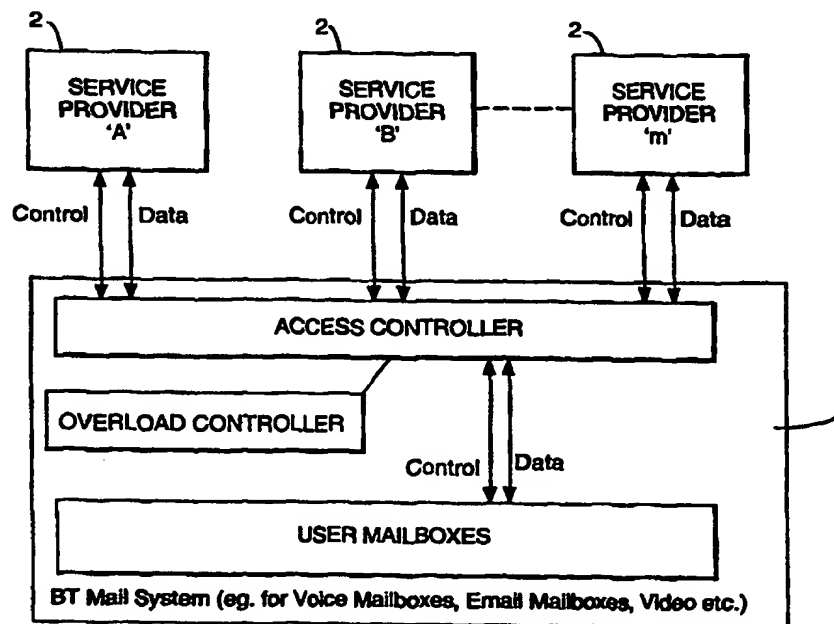 2
2
2
SERVICE
PROVIDER
'A'
SERVICE
PROVIDER
'B'
SERVICE
PROVIDER
'm'
Control
Data
Control
Data
Control
Data
ACCESS CONTROLLER
OVERLOAD CONTROLLER
Control
Data
USER MAILBOXES
BT Mail System (eg. for Voice Mailboxes, Email Mailboxes, Video etc.)